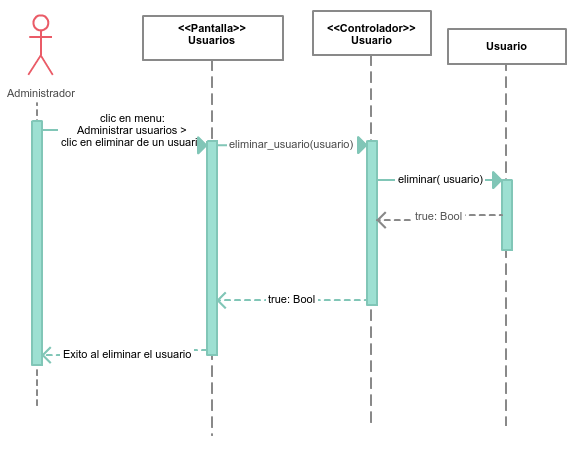 <<Pantalla>>
Usuarios
<<Controlador>>
Usuario
Usuario
Administrador
clic en menu:
Administrar usuarios >
clic en eliminar de un usuari
eliminar_usuario(usuario)
eliminar( usuario)
true: Bool
true: Bool
Exito al eliminar el usuario